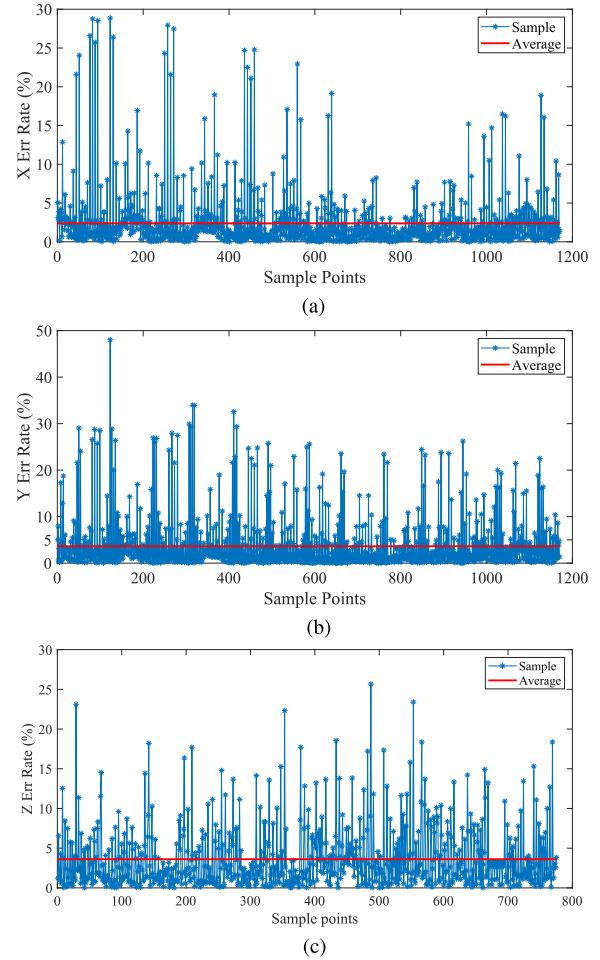 30
25
20
15
10
5
0
X Err Rate (%)
Sample
Average
0 200 400 600 800 1000 1200
Sample Points
(a)
50
40
30
20
10
5
0
Y Err Rate (%)
Sample
Average
0 200 400 600 800 1000 1200
Sample Points
(b)
30
25
20
15
10
5
0
Z Err Rate (%)
Sample
Average
0 100 200 300 400 500 600 700 800
Sample points
(c)